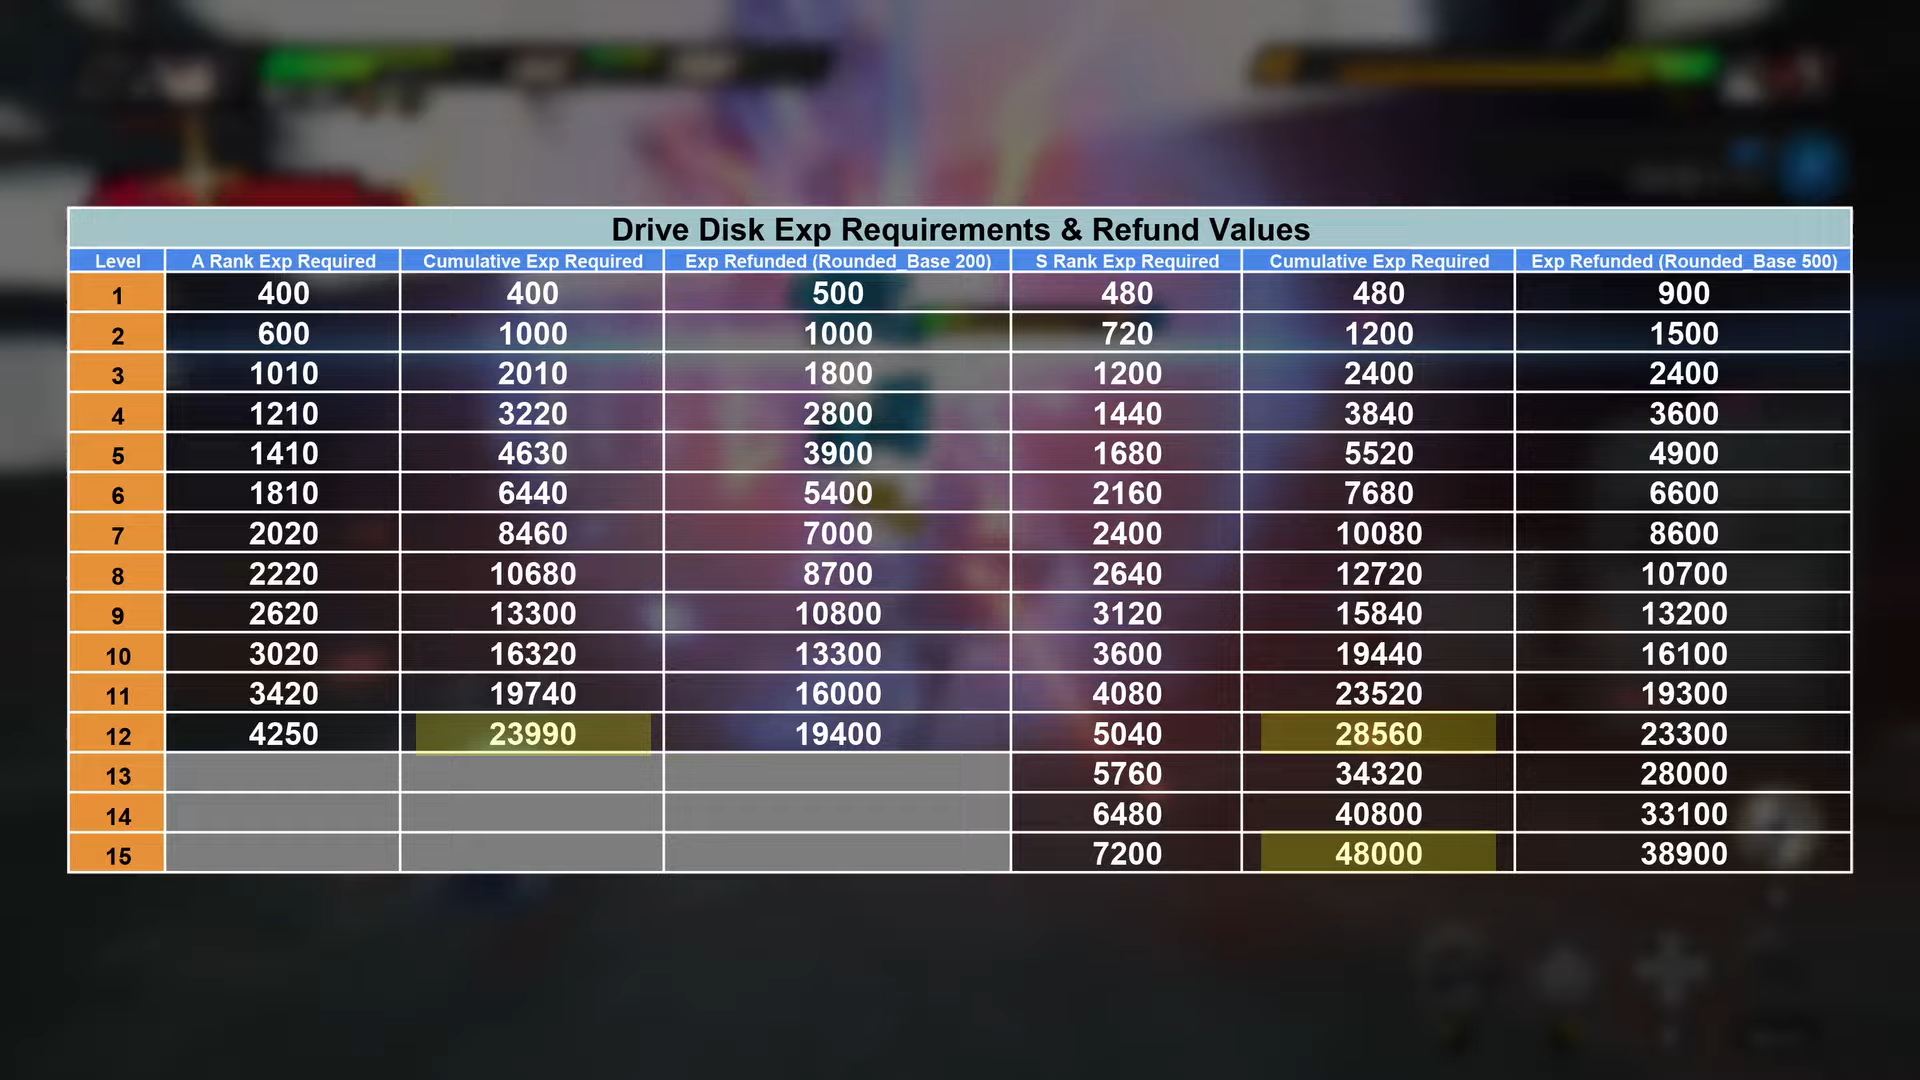 Drive Disk Exp Requirements & Refund Values
Level A Rank Exp Required Cumulative Exp Required Exp Refunded (Rounded_Base 200) S Rank Exp Required Cumulative Exp Required Exp Refunded (Rounded_Base 500)
1 400 400 500 480 480 900
2 600 1000 1000 720 1200 1500
3 1010 2010 1800 1200 2400 2400
4 1210 3220 2800 1440 3840 3600
5 1410 4630 3900 1680 5520 4900
6 1810 6440 5400 2160 7680 6600
7 2020 8460 7000 2400 10080 8600
8 2220 10680 8700 2640 12720 10700
9 2620 13300 10800 3120 15840 13200
10 3020 16320 13300 3600 19440 16100
11 3420 19740 16000 4080 23520 19300
12 4250 23990 19400 5040 28560 23300
13 5760 34320 28000
14 6480 40800 33100
15 7200 48000 38900